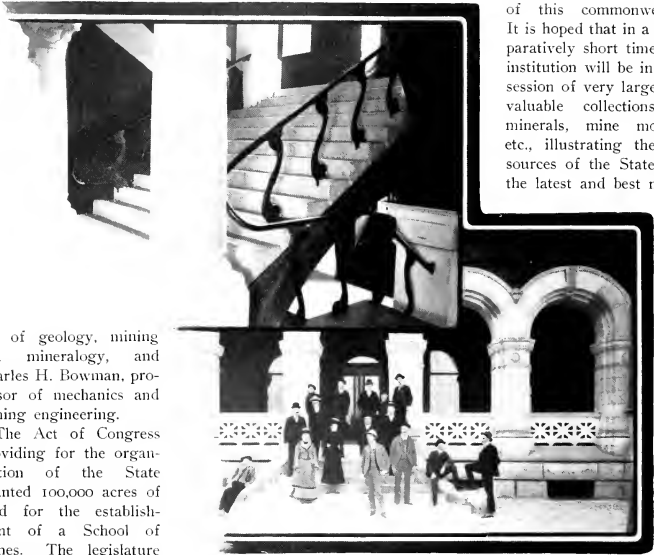 of this commonwe
It is hoped that in a
paratively short time
institution will be in
session of very large
valuable collections
minerals, mine mo
etc., illustrating the
sources of the State
the latest and best
of geology, mining
mineralogy, and
arles H. Bowman, pro-
sor of mechanics and
ning engineering.
The Act of Congress
oviding for the organ-
tion of the State
nted 100,000 acres of
d for the establish-
nt of a School of
nes. The legislature